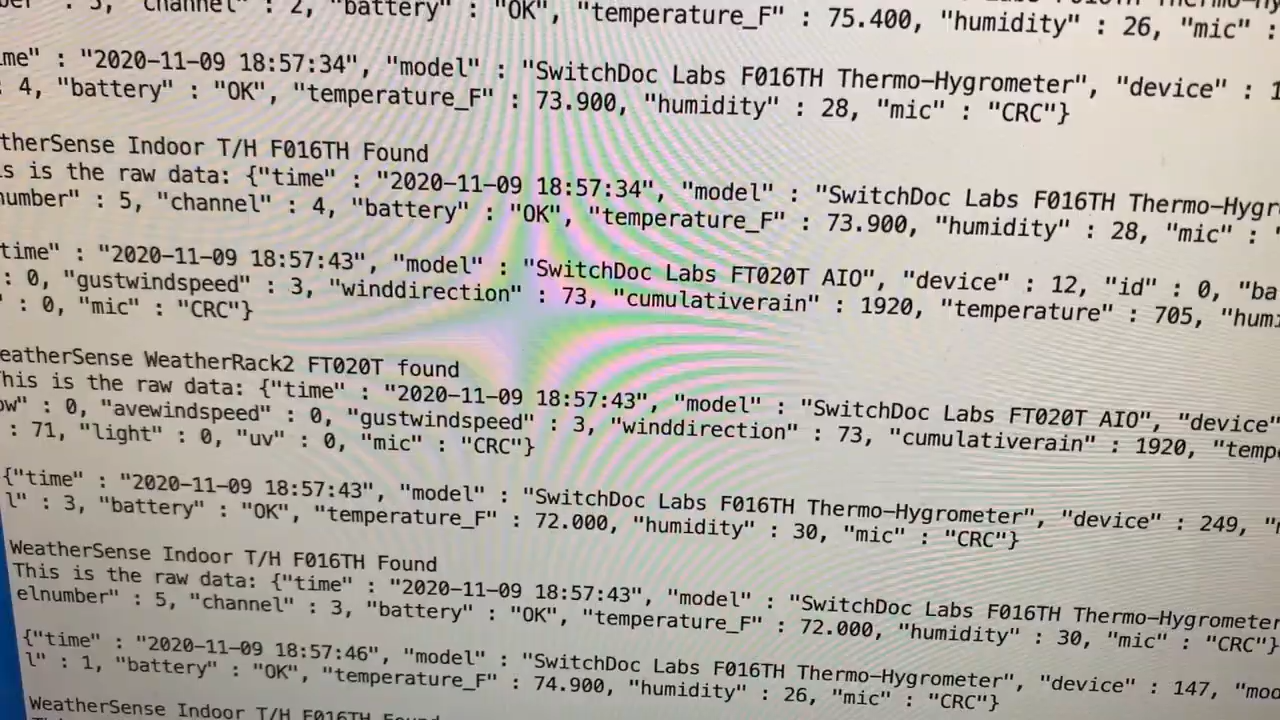 : 5, "channel" : 2, "battery" : "OK", "temperature_F" : 75.400, "humidity" : 26, "mic" :
me" : "2020-11-09 18:57:34", "model" : "SwitchDoc Labs F016TH Thermo-Hygrometer", "device" : 1
: 4, "battery" : "OK", "temperature_F" : 73.900, "humidity" : 28, "mic" : "CRC"}
therSense Indoor T/H F016TH Found
s is the raw data: {"time" : "2020-11-09 18:57:34", "model" : "SwitchDoc Labs F016TH Thermo-Hygr
number" : 5, "channel" : 4, "battery" : "OK", "temperature_F" : 73.900, "humidity" : 28, "mic" : "
time" : "2020-11-09 18:57:43", "model" : "SwitchDoc Labs FT020T AIO", "device" : 12, "id" : 0, "ba
: 0, "gustwindspeed" : 3, "winddirection" : 73, "cumulativerain" : 1920, "temperature" : 705, "humi
" : 0, "mic" : "CRC"}
eatherSense WeatherRack2 FT020T found
his is the raw data: {"time" : "2020-11-09 18:57:43", "model" : "SwitchDoc Labs FT020T AIO", "device"
ow" : 0, "avewindspeed" : 0, "gustwindspeed" : 3, "winddirection" : 73, "cumulativerain" : 1920, "temp
: 71, "light" : 0, "uv" : 0, "mic" : "CRC"}
{"time" : "2020-11-09 18:57:43", "model" : "SwitchDoc Labs F016TH Thermo-Hygrometer", "device" : 249, "
l" : 3, "battery" : "OK", "temperature_F" : 72.000, "humidity" : 30, "mic" : "CRC"}
WeatherSense Indoor T/H F016TH Found
This is the raw data: {"time" : "2020-11-09 18:57:43", "model" : "SwitchDoc Labs F016TH Thermo-Hygrometer
elnumber" : 5, "channel" : 3, "battery" : "OK", "temperature_F" : 72.000, "humidity" : 30, "mic" : "CRC"}
{"time" : "2020-11-09 18:57:46", "model" : "SwitchDoc Labs F016TH Thermo-Hygrometer", "device" : 147, "mod
l" : 1, "battery" : "OK", "temperature_F" : 74.900, "humidity" : 26, "mic" : "CRC"}
WeatherSense Indoor T/H F016TH Found